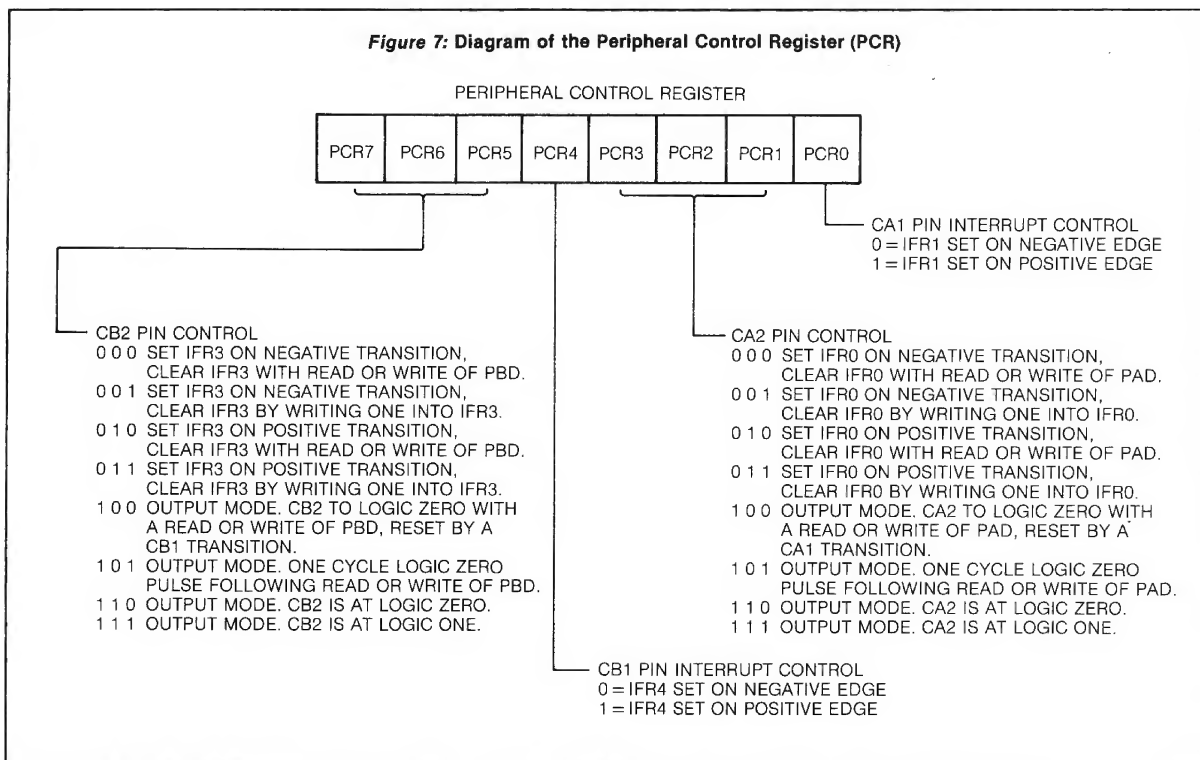 Figure 7: Diagram of the Peripheral Control Register (PCR)
PERIPHERAL CONTROL REGISTER
PCR7 PCR6 PCR5 PCR4 PCR3 PCR2 PCR1 PCR0
CA1 PIN INTERRUPT CONTROL
0 = IFR1 SET ON NEGATIVE EDGE
1 = IFR1 SET ON POSITIVE EDGE
CB2 PIN CONTROL
0 0 0 SET IFR3 ON NEGATIVE TRANSITION,
CLEAR IFR3 WITH READ OR WRITE OF PBD.
0 0 1 SET IFR3 ON NEGATIVE TRANSITION,
CLEAR IFR3 BY WRITING ONE INTO IFR3.
0 1 0 SET IFR3 ON POSITIVE TRANSITION,
CLEAR IFR3 WITH READ OR WRITE OF PBD.
0 1 1 SET IFR3 ON POSITIVE TRANSITION,
CLEAR IFR3 BY WRITING ONE INTO IFR3.
1 0 0 OUTPUT MODE. CB2 TO LOGIC ZERO WITH
A READ OR WRITE OF PBD, RESET BY A
CB1 TRANSITION.
1 0 1 OUTPUT MODE. ONE CYCLE LOGIC ZERO
PULSE FOLLOWING READ OR WRITE OF PBD.
1 1 0 OUTPUT MODE. CB2 IS AT LOGIC ZERO.
1 1 1 OUTPUT MODE. CB2 IS AT LOGIC ONE.
CA2 PIN CONTROL
0 0 0 SET IFR0 ON NEGATIVE TRANSITION,
CLEAR IFR0 WITH READ OR WRITE OF PAD.
0 0 1 SET IFR0 ON NEGATIVE TRANSITION,
CLEAR IFR0 BY WRITING ONE INTO IFR0.
0 1 0 SET IFR0 ON POSITIVE TRANSITION,
CLEAR IFR0 WITH READ OR WRITE OF PAD.
0 1 1 SET IFR0 ON POSITIVE TRANSITION,
CLEAR IFR0 BY WRITING ONE INTO IFR0.
1 0 0 OUTPUT MODE. CA2 TO LOGIC ZERO WITH
A READ OR WRITE OF PAD, RESET BY A
CA1 TRANSITION.
1 0 1 OUTPUT MODE. ONE CYCLE LOGIC ZERO
PULSE FOLLOWING READ OR WRITE OF PAD.
1 1 0 OUTPUT MODE. CA2 IS AT LOGIC ZERO.
1 1 1 OUTPUT MODE. CA2 IS AT LOGIC ONE.
CB1 PIN INTERRUPT CONTROL
0 = IFR4 SET ON NEGATIVE EDGE
1 = IFR4 SET ON POSITIVE EDGE